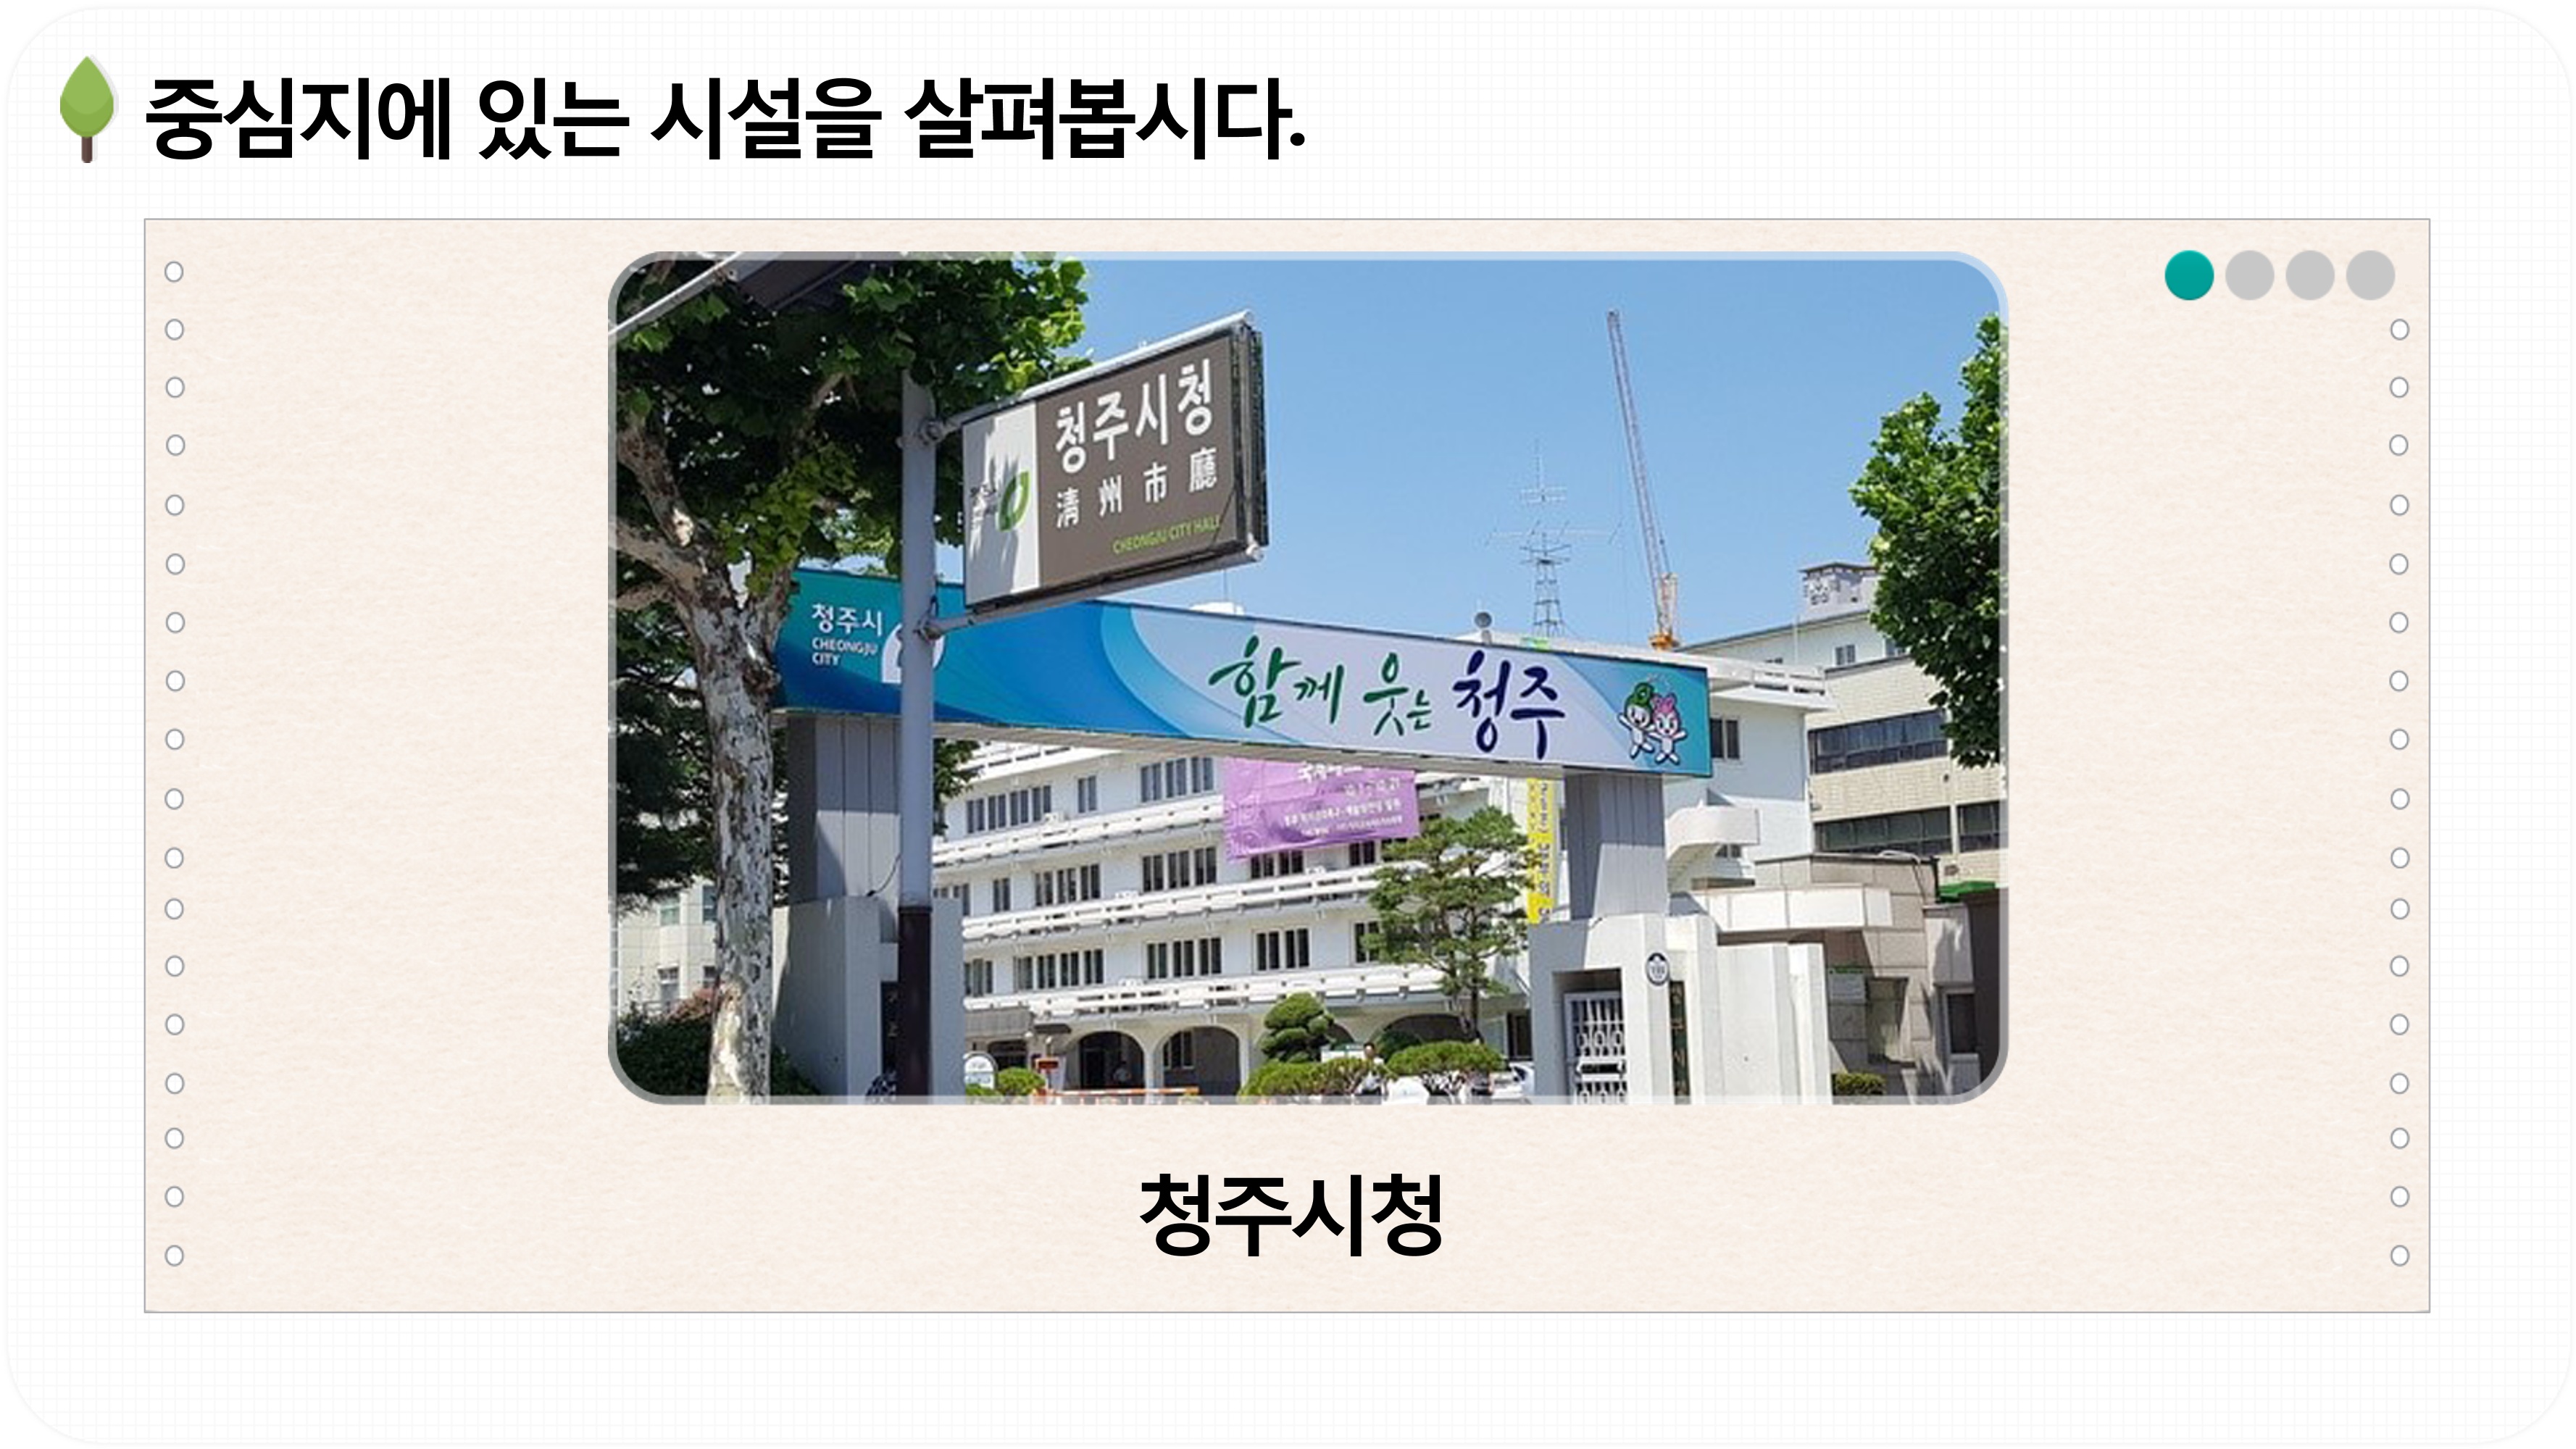 중심지에 있는 시설을 살펴봅시다.
청주시청
淸州市廳
CHEONGJU CITY HALL
청주시
CHEONGJU
CITY
함께 웃는 청주
청주시청